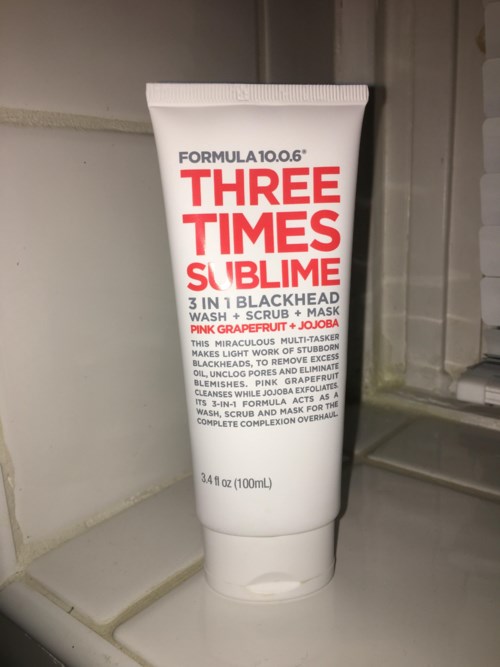 FORMULA 10.0.6®
THREE
TIMES
SUBLIME
3 IN 1 BLACKHEAD
WASH + SCRUB + MASK
PINK GRAPEFRUIT + JOJOBA
THIS MIRACULOUS MULTI-TASKER
MAKES LIGHT WORK OF STUBBORN
BLACKHEADS, TO REMOVE EXCESS
OIL, UNCLOG PORES AND ELIMINATE
BLEMISHES. PINK GRAPEFRUIT
CLEANSES WHILE JOJOBA EXFOLIATES.
ITS 3-IN-1 FORMULA ACTS AS A
WASH, SCRUB AND MASK FOR THE
COMPLETE COMPLEXION OVERHAUL.
3.4 fl oz (100mL)